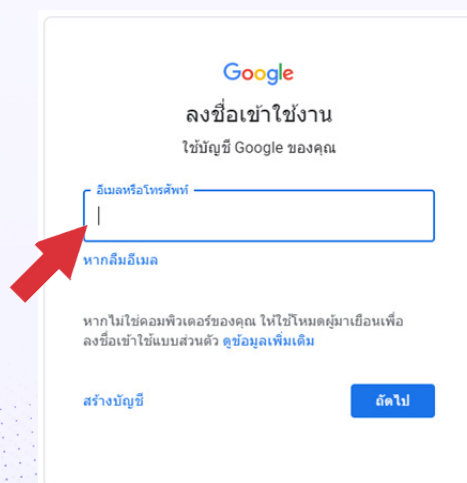 Google
ลงชื่อเข้าใช้งาน
ใช้บัญชี Google ของคุณ
อีเมลหรือโทรศัพท์
หากลืมอีเมล
หากไม่ใช่คอมพิวเตอร์ของคุณ ให้ใช้โหมดผู้มาเยือนเพื่อ
ลงชื่อเข้าใช้แบบส่วนตัว ดูข้อมูลเพิ่มเติม
สร้างบัญชี
ถัดไป